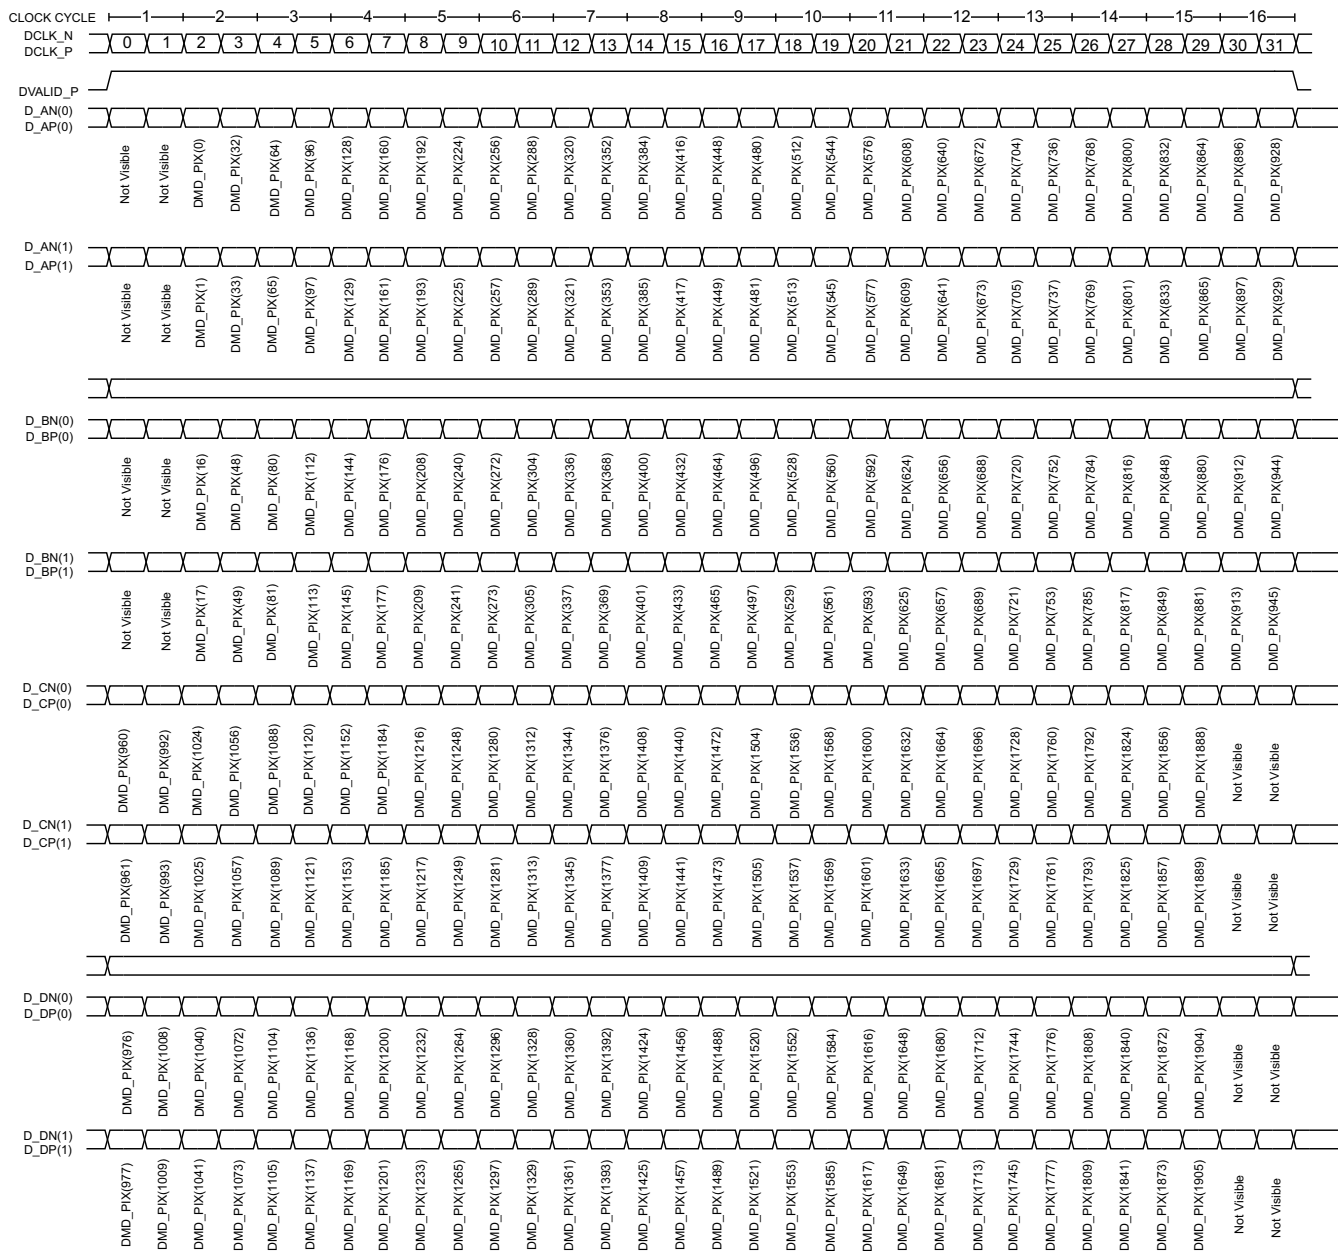 CLOCK CYCLE 1 2 3 4 5 6 7 8 9 10 11 12 13 14 15 16
DCLK_N
DCLK_P
0 1 2 3 4 5 6 7 8 9 10 11 12 13 14 15 16 17 18 19 20 21 22 23 24 25 26 27 28 29 30 31
DVALID_P
D_AN(0)
D_AP(0)
Not Visible
Not Visible
DMD_PIX(0)
DMD_PIX(32)
DMD_PIX(64)
DMD_PIX(96)
DMD_PIX(128)
DMD_PIX(160)
DMD_PIX(192)
DMD_PIX(224)
DMD_PIX(256)
DMD_PIX(288)
DMD_PIX(320)
DMD_PIX(352)
DMD_PIX(384)
DMD_PIX(416)
DMD_PIX(448)
DMD_PIX(480)
DMD_PIX(512)
DMD_PIX(544)
DMD_PIX(576)
DMD_PIX(608)
DMD_PIX(640)
DMD_PIX(672)
DMD_PIX(704)
DMD_PIX(736)
DMD_PIX(768)
DMD_PIX(800)
DMD_PIX(832)
DMD_PIX(864)
DMD_PIX(896)
DMD_PIX(928)
D_AN(1)
D_AP(1)
Not Visible
Not Visible
DMD_PIX(1)
DMD_PIX(33)
DMD_PIX(65)
DMD_PIX(97)
DMD_PIX(129)
DMD_PIX(161)
DMD_PIX(193)
DMD_PIX(225)
DMD_PIX(257)
DMD_PIX(289)
DMD_PIX(321)
DMD_PIX(353)
DMD_PIX(385)
DMD_PIX(417)
DMD_PIX(449)
DMD_PIX(481)
DMD_PIX(513)
DMD_PIX(545)
DMD_PIX(577)
DMD_PIX(609)
DMD_PIX(641)
DMD_PIX(673)
DMD_PIX(705)
DMD_PIX(737)
DMD_PIX(769)
DMD_PIX(801)
DMD_PIX(833)
DMD_PIX(865)
DMD_PIX(897)
DMD_PIX(929)
D_BN(0)
D_BP(0)
Not Visible
Not Visible
DMD_PIX(16)
DMD_PIX(48)
DMD_PIX(80)
DMD_PIX(112)
DMD_PIX(144)
DMD_PIX(176)
DMD_PIX(208)
DMD_PIX(240)
DMD_PIX(272)
DMD_PIX(304)
DMD_PIX(336)
DMD_PIX(368)
DMD_PIX(400)
DMD_PIX(432)
DMD_PIX(464)
DMD_PIX(496)
DMD_PIX(528)
DMD_PIX(560)
DMD_PIX(592)
DMD_PIX(624)
DMD_PIX(656)
DMD_PIX(688)
DMD_PIX(720)
DMD_PIX(752)
DMD_PIX(784)
DMD_PIX(816)
DMD_PIX(848)
DMD_PIX(880)
DMD_PIX(912)
DMD_PIX(944)
D_BN(1)
D_BP(1)
Not Visible
Not Visible
DMD_PIX(17)
DMD_PIX(49)
DMD_PIX(81)
DMD_PIX(113)
DMD_PIX(145)
DMD_PIX(177)
DMD_PIX(209)
DMD_PIX(241)
DMD_PIX(273)
DMD_PIX(305)
DMD_PIX(337)
DMD_PIX(369)
DMD_PIX(401)
DMD_PIX(433)
DMD_PIX(465)
DMD_PIX(497)
DMD_PIX(529)
DMD_PIX(561)
DMD_PIX(593)
DMD_PIX(625)
DMD_PIX(657)
DMD_PIX(689)
DMD_PIX(721)
DMD_PIX(753)
DMD_PIX(785)
DMD_PIX(817)
DMD_PIX(849)
DMD_PIX(881)
DMD_PIX(913)
DMD_PIX(945)
D_CN(0)
D_CP(0)
DMD_PIX(960)
DMD_PIX(992)
DMD_PIX(1024)
DMD_PIX(1056)
DMD_PIX(1088)
DMD_PIX(1120)
DMD_PIX(1152)
DMD_PIX(1184)
DMD_PIX(1216)
DMD_PIX(1248)
DMD_PIX(1280)
DMD_PIX(1312)
DMD_PIX(1344)
DMD_PIX(1376)
DMD_PIX(1408)
DMD_PIX(1440)
DMD_PIX(1472)
DMD_PIX(1504)
DMD_PIX(1536)
DMD_PIX(1568)
DMD_PIX(1600)
DMD_PIX(1632)
DMD_PIX(1664)
DMD_PIX(1696)
DMD_PIX(1728)
DMD_PIX(1760)
DMD_PIX(1792)
DMD_PIX(1824)
DMD_PIX(1856)
DMD_PIX(1888)
Not Visible
Not Visible
D_CN(1)
D_CP(1)
DMD_PIX(961)
DMD_PIX(993)
DMD_PIX(1025)
DMD_PIX(1057)
DMD_PIX(1089)
DMD_PIX(1121)
DMD_PIX(1153)
DMD_PIX(1185)
DMD_PIX(1217)
DMD_PIX(1249)
DMD_PIX(1281)
DMD_PIX(1313)
DMD_PIX(1345)
DMD_PIX(1377)
DMD_PIX(1409)
DMD_PIX(1441)
DMD_PIX(1473)
DMD_PIX(1505)
DMD_PIX(1537)
DMD_PIX(1569)
DMD_PIX(1601)
DMD_PIX(1633)
DMD_PIX(1665)
DMD_PIX(1697)
DMD_PIX(1729)
DMD_PIX(1761)
DMD_PIX(1793)
DMD_PIX(1825)
DMD_PIX(1857)
DMD_PIX(1889)
Not Visible
Not Visible
D_DN(0)
D_DP(0)
DMD_PIX(976)
DMD_PIX(1008)
DMD_PIX(1040)
DMD_PIX(1072)
DMD_PIX(1104)
DMD_PIX(1136)
DMD_PIX(1168)
DMD_PIX(1200)
DMD_PIX(1232)
DMD_PIX(1264)
DMD_PIX(1296)
DMD_PIX(1328)
DMD_PIX(1360)
DMD_PIX(1392)
DMD_PIX(1424)
DMD_PIX(1456)
DMD_PIX(1488)
DMD_PIX(1520)
DMD_PIX(1552)
DMD_PIX(1584)
DMD_PIX(1616)
DMD_PIX(1648)
DMD_PIX(1680)
DMD_PIX(1712)
DMD_PIX(1744)
DMD_PIX(1776)
DMD_PIX(1808)
DMD_PIX(1840)
DMD_PIX(1872)
DMD_PIX(1904)
Not Visible
Not Visible
D_DN(1)
D_DP(1)
DMD_PIX(977)
DMD_PIX(1009)
DMD_PIX(1041)
DMD_PIX(1073)
DMD_PIX(1105)
DMD_PIX(1137)
DMD_PIX(1169)
DMD_PIX(1201)
DMD_PIX(1233)
DMD_PIX(1265)
DMD_PIX(1297)
DMD_PIX(1329)
DMD_PIX(1361)
DMD_PIX(1393)
DMD_PIX(1425)
DMD_PIX(1457)
DMD_PIX(1489)
DMD_PIX(1521)
DMD_PIX(1553)
DMD_PIX(1585)
DMD_PIX(1617)
DMD_PIX(1649)
DMD_PIX(1681)
DMD_PIX(1713)
DMD_PIX(1745)
DMD_PIX(1777)
DMD_PIX(1809)
DMD_PIX(1841)
DMD_PIX(1873)
DMD_PIX(1905)
Not Visible
Not Visible